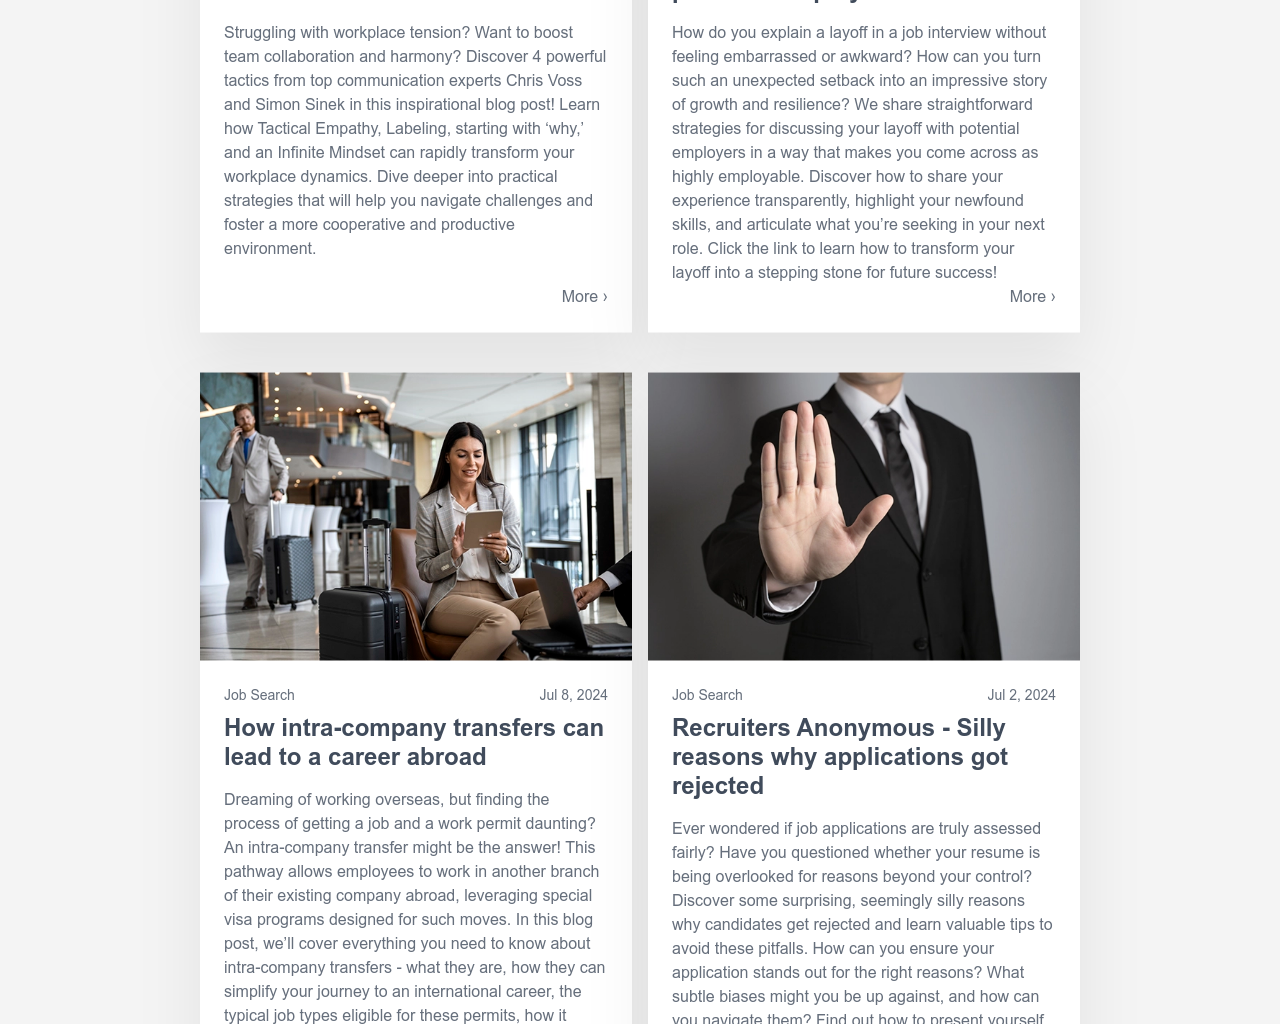 Struggling with workplace tension? Want to boost
team collaboration and harmony? Discover 4 powerful
tactics from top communication experts Chris Voss
and Simon Sinek in this inspirational blog post! Learn
how Tactical Empathy, Labeling, starting with ‘why,’
and an Infinite Mindset can rapidly transform your
workplace dynamics. Dive deeper into practical
strategies that will help you navigate challenges and
foster a more cooperative and productive
environment.
More ›
How do you explain a layoff in a job interview without
feeling embarrassed or awkward? How can you turn
such an unexpected setback into an impressive story
of growth and resilience? We share straightforward
strategies for discussing your layoff with potential
employers in a way that makes you come across as
highly employable. Discover how to share your
experience transparently, highlight your newfound
skills, and articulate what you’re seeking in your next
role. Click the link to learn how to transform your
layoff into a stepping stone for future success!
More ›
Job Search
Jul 8, 2024
How intra-company transfers can
lead to a career abroad
Dreaming of working overseas, but finding the
process of getting a job and a work permit daunting?
An intra-company transfer might be the answer! This
pathway allows employees to work in another branch
of their existing company abroad, leveraging special
visa programs designed for such moves. In this blog
post, we’ll cover everything you need to know about
intra-company transfers - what they are, how they can
simplify your journey to an international career, the
typical job types eligible for these permits, how it
Job Search
Jul 2, 2024
Recruiters Anonymous - Silly
reasons why applications got
rejected
Ever wondered if job applications are truly assessed
fairly? Have you questioned whether your resume is
being overlooked for reasons beyond your control?
Discover some surprising, seemingly silly reasons
why candidates get rejected and learn valuable tips to
avoid these pitfalls. How can you ensure your
application stands out for the right reasons? What
subtle biases might you be up against, and how can
you navigate them? Find out how to present yourself